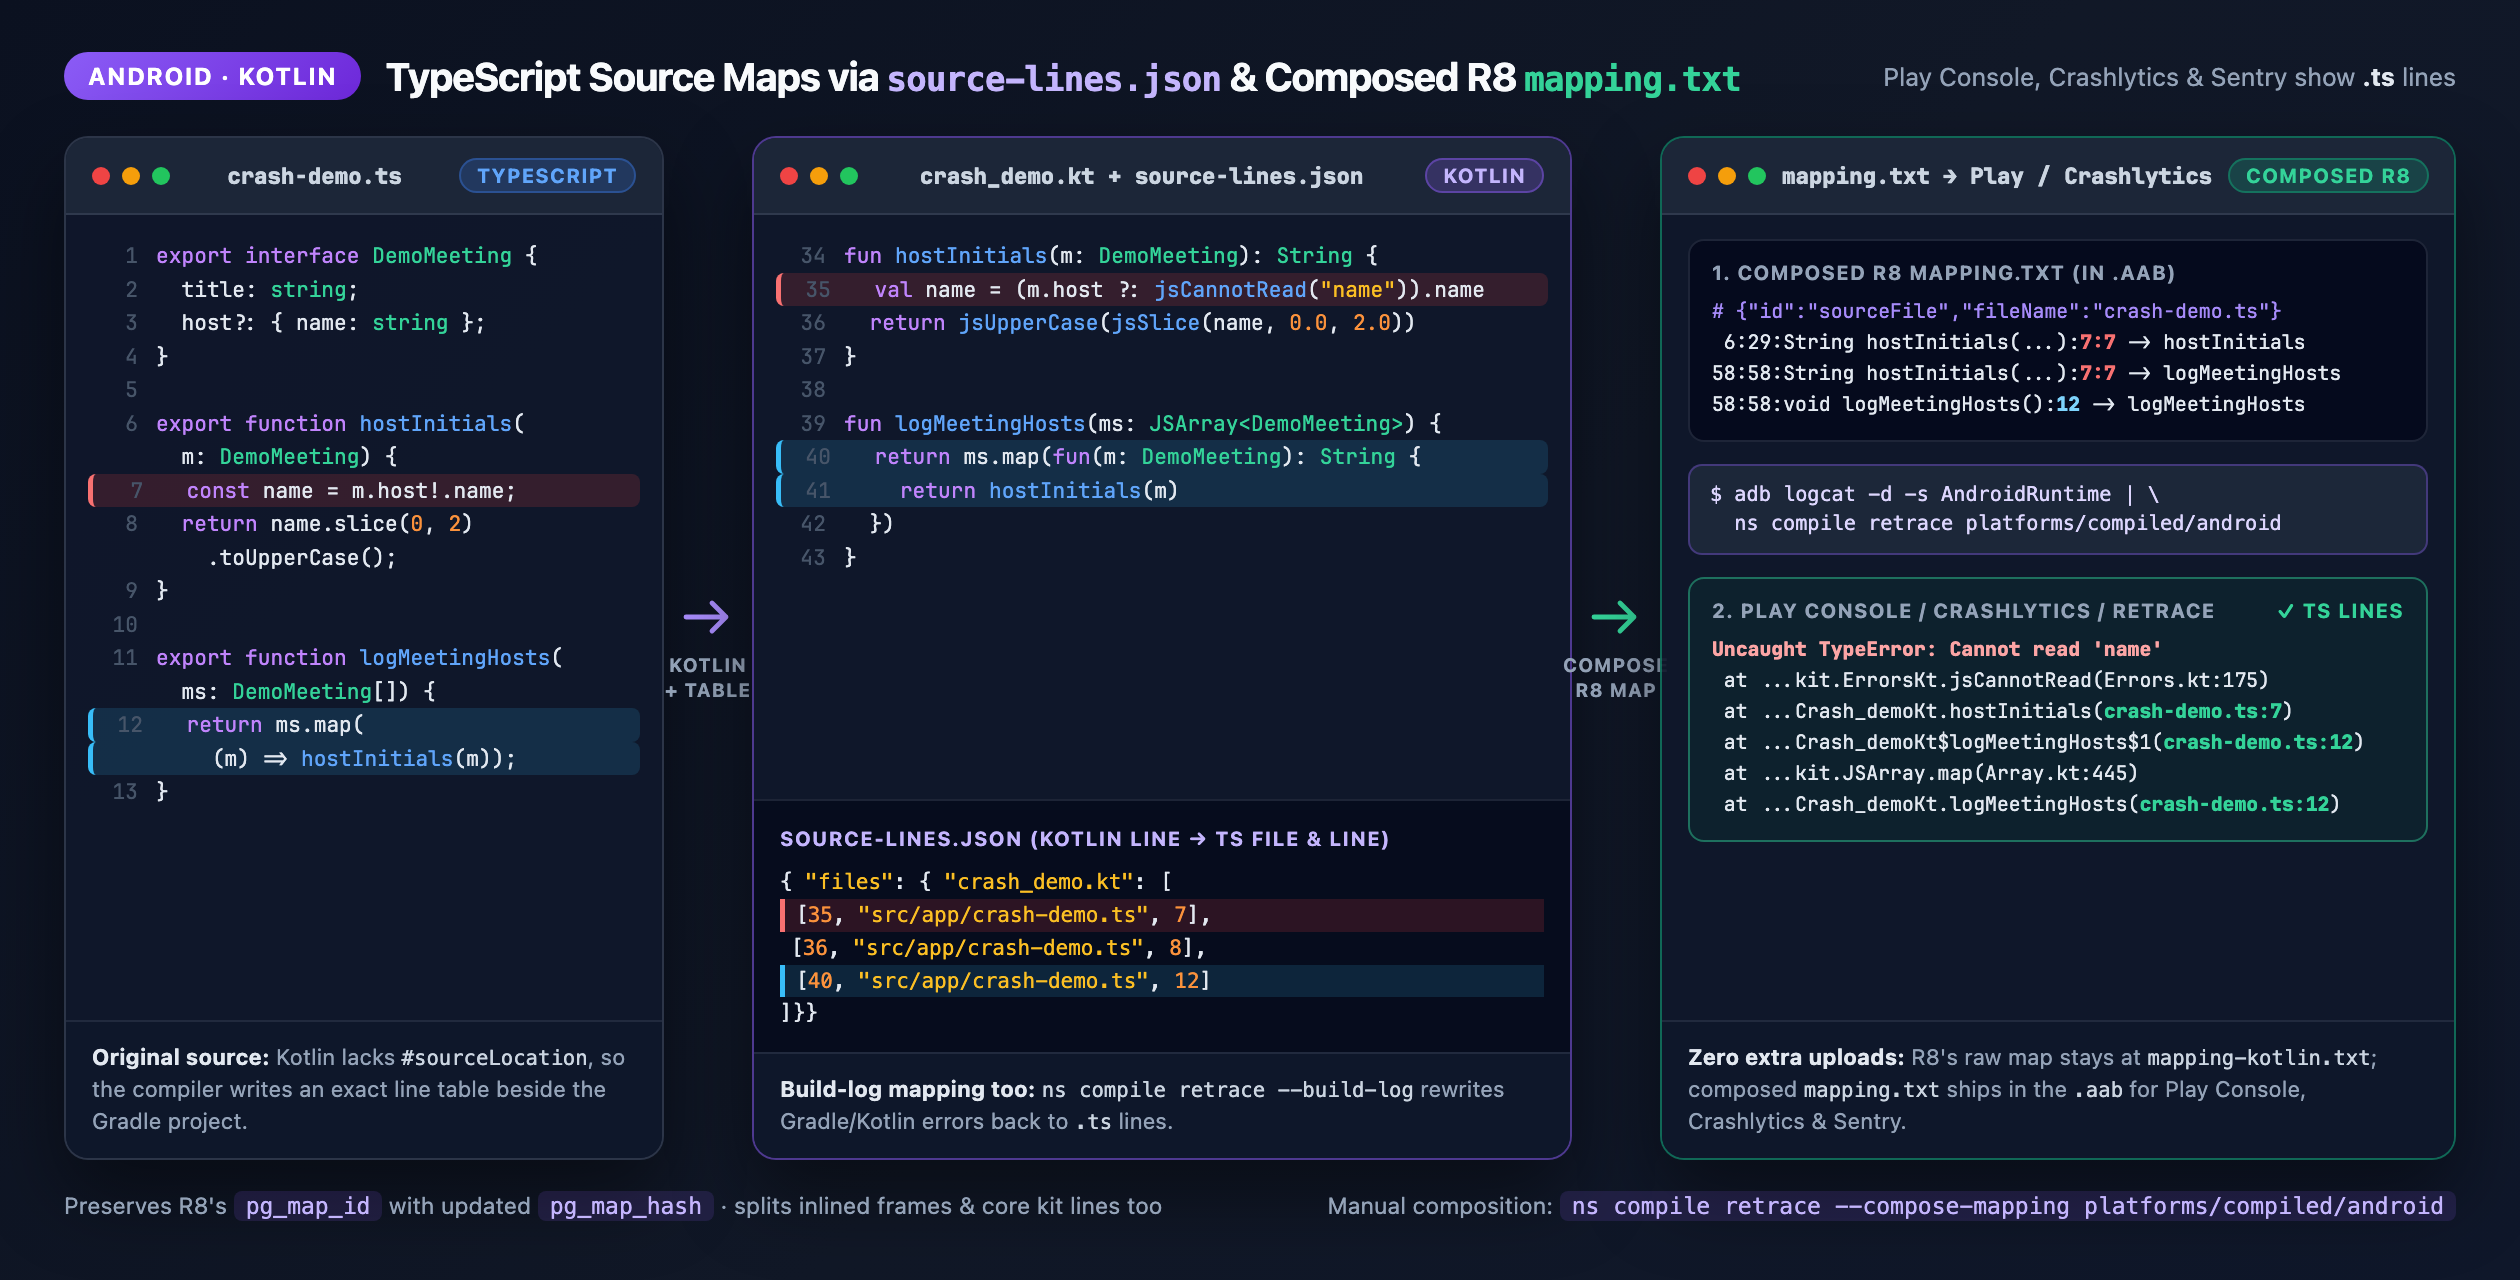 ANDROID · KOTLIN
TypeScript Source Maps via source-lines.json & Composed R8 mapping.txt
Play Console, Crashlytics & Sentry show .ts lines
crash-demo.ts
TYPESCRIPT
1 export interface DemoMeeting {
2 title: string;
3 host?: { name: string };
4 }
5
6 export function hostInitials(
m: DemoMeeting) {
7 const name = m.host!.name;
8 return name.slice(0, 2)
.toUpperCase();
9 }
10
11 export function logMeetingHosts(
ms: DemoMeeting[]) {
12 return ms.map(
(m) => hostInitials(m));
13 }
Original source: Kotlin lacks #sourceLocation, so
the compiler writes an exact line table beside the
Gradle project.
→
KOTLIN
+ TABLE
crash_demo.kt + source-lines.json
KOTLIN
34 fun hostInitials(m: DemoMeeting): String {
35 val name = (m.host ?: jsCannotRead("name")).name
36 return jsUpperCase(jsSlice(name, 0.0, 2.0))
37 }
38
39 fun logMeetingHosts(ms: JSArray<DemoMeeting>) {
40 return ms.map(fun(m: DemoMeeting): String {
41 return hostInitials(m)
42 })
43 }
SOURCE-LINES.JSON (KOTLIN LINE → TS FILE & LINE)
{ "files": { "crash_demo.kt": [
[35, "src/app/crash-demo.ts", 7],
[36, "src/app/crash-demo.ts", 8],
[40, "src/app/crash-demo.ts", 12]
]}}
Build-log mapping too: ns compile retrace --build-log rewrites
Gradle/Kotlin errors back to .ts lines.
→
COMPOSE
R8 MAP
mapping.txt → Play / Crashlytics
COMPOSED R8
1. COMPOSED R8 MAPPING.TXT (IN .AAB)
# {"id":"sourceFile","fileName":"crash-demo.ts"}
6:29:String hostInitials(...):7:7 -> hostInitials
58:58:String hostInitials(...):7:7 -> logMeetingHosts
58:58:void logMeetingHosts():12 -> logMeetingHosts
$ adb logcat -d -s AndroidRuntime | \
ns compile retrace platforms/compiled/android
2. PLAY CONSOLE / CRASHLYTICS / RETRACE
✓ TS LINES
Uncaught TypeError: Cannot read 'name'
at ...kit.ErrorsKt.jsCannotRead(Errors.kt:175)
at ...Crash_demoKt.hostInitials(crash-demo.ts:7)
at ...Crash_demoKt$logMeetingHosts$1(crash-demo.ts:12)
at ...kit.JSArray.map(Array.kt:445)
at ...Crash_demoKt.logMeetingHosts(crash-demo.ts:12)
Zero extra uploads: R8's raw map stays at mapping-kotlin.txt;
composed mapping.txt ships in the .aab for Play Console,
Crashlytics & Sentry.
Preserves R8's pg_map_id with updated pg_map_hash · splits inlined frames & core kit lines too
Manual composition: ns compile retrace --compose-mapping platforms/compiled/android